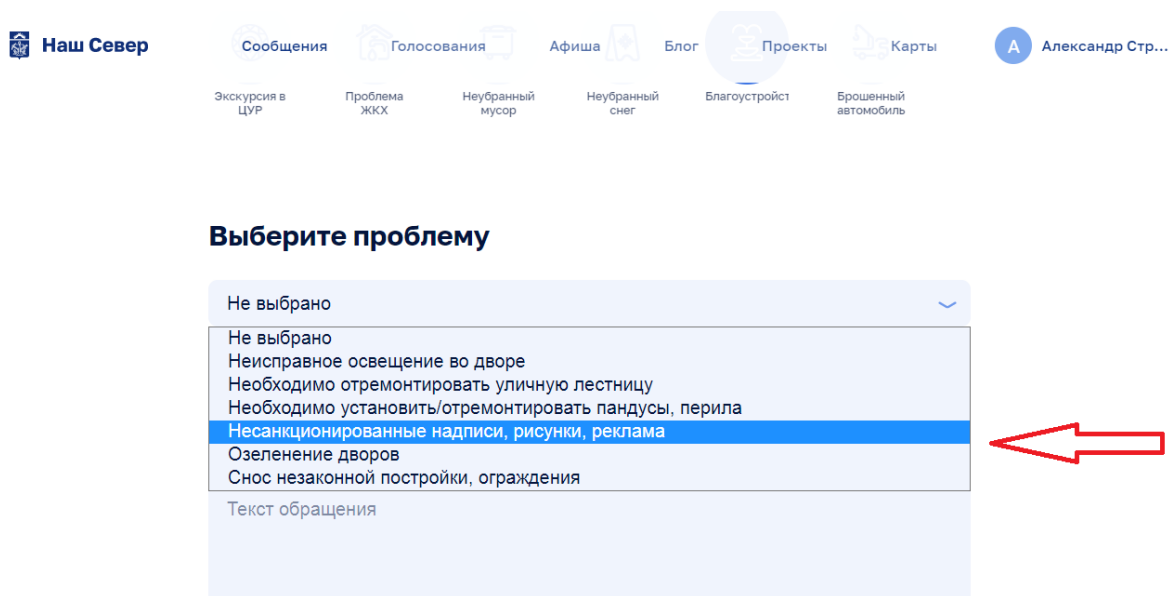 Наш Север
Сообщения Голосования Афиша Блог Проекты Карты
А Александр Стр...
Экскурсия в
ЦУР
Проблема
ЖКХ
Неубранный
мусор
Неубранный
снег
Благоустройст
Брошенный
автомобиль
Выберите проблему
Не выбрано
Не выбрано
Неисправное освещение во дворе
Необходимо отремонтировать уличную лестницу
Необходимо установить/отремонтировать пандусы, перила
Несанкционированные надписи, рисунки, реклама
Озеленение дворов
Снос незаконной постройки, ограждения
Текст обращения